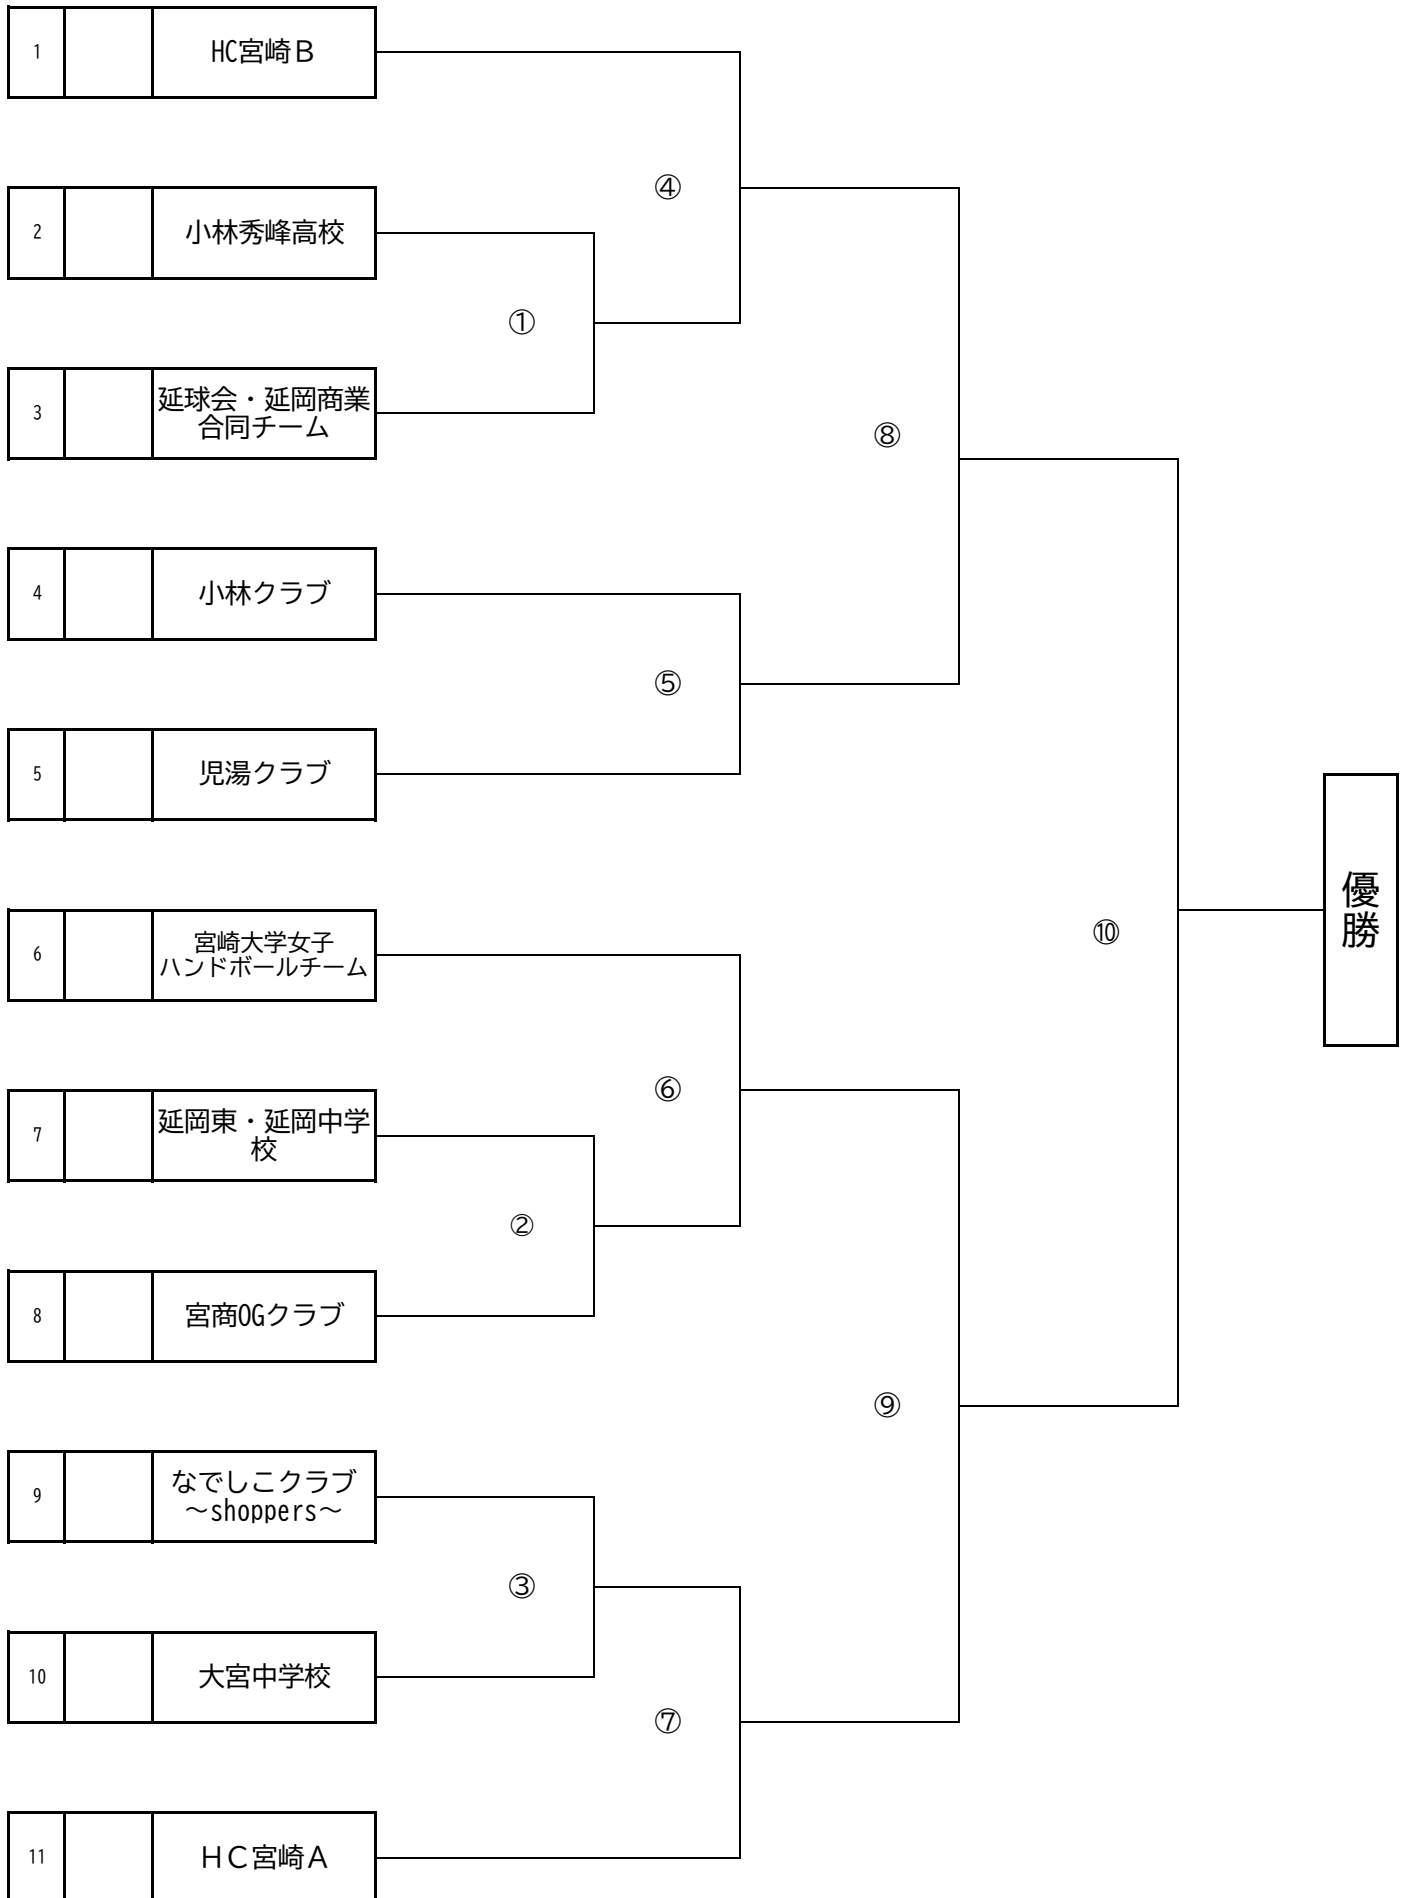 1
HC宮崎Ｂ
④
2
小林秀峰高校
①
3
延球会・延岡商業
合同チーム
⑧
4
小林クラブ
⑤
5
児湯クラブ
優勝
6
宮崎大学女子
ハンドボールチーム
⑩
⑥
7
延岡東・延岡中学
校
②
8
宮商OGクラブ
⑨
9
なでしこクラブ
～shoppers～
③
10
大宮中学校
⑦
11
ＨＣ宮崎Ａ